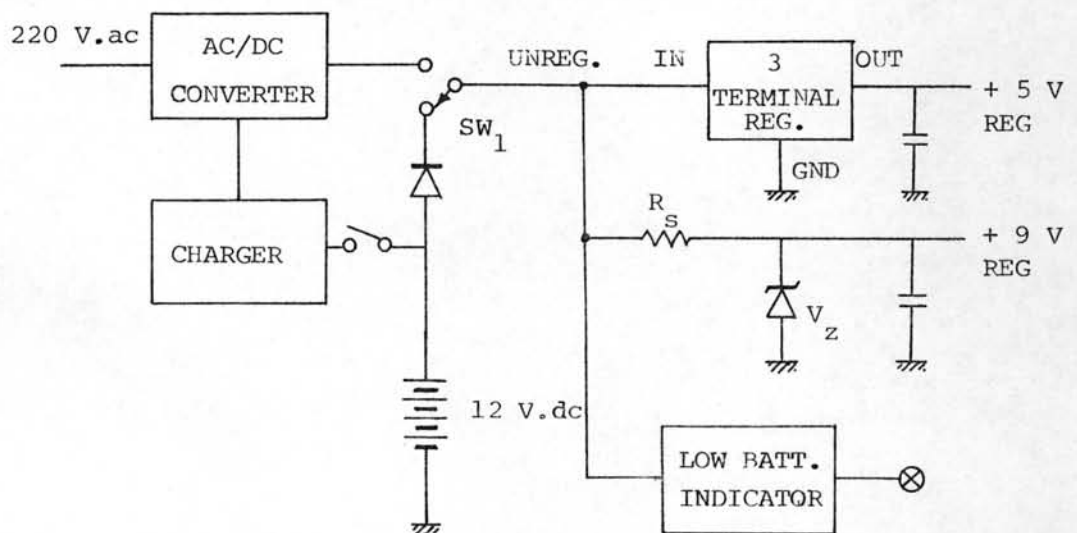 220 V.ac
AC/DC
CONVERTER
UNREG.
IN
3
TERMINAL
REG.
OUT
+ 5 V
REG
GND
SW1
CHARGER
Rs
+ 9 V
REG
Vz
12 V.dc
LOW BATT.
INDICATOR